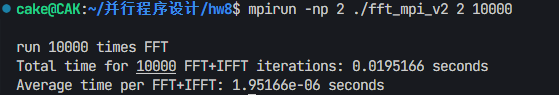 cake@CAK:~/并行程序设计/hw8$ mpirun -np 2 ./fft_mpi_v2 2 10000
run 10000 times FFT
Total time for 10000 FFT+IFFT iterations: 0.0195166 seconds
Average time per FFT+IFFT: 1.95166e-06 seconds